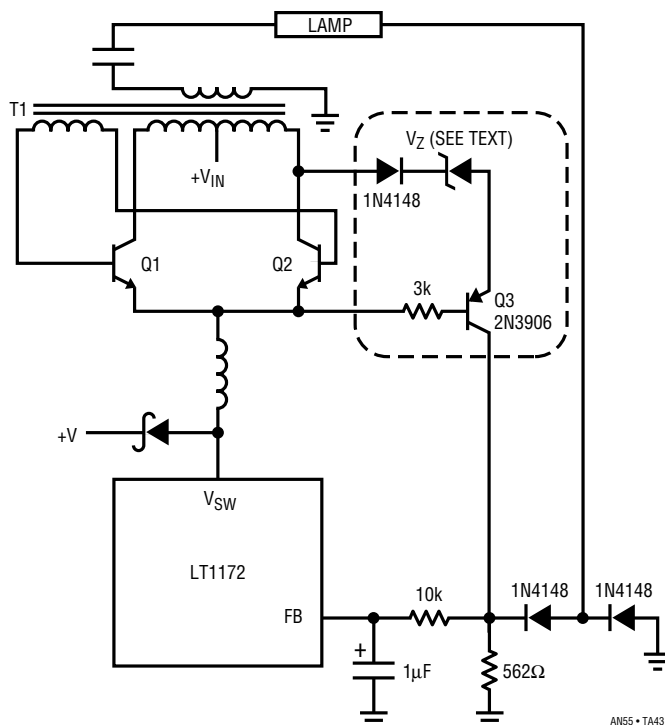 LAMP
T1
+VIN
VZ (SEE TEXT)
1N4148
Q1
Q2
3k
Q3
2N3906
+V
VSW
LT1172
FB
10k
1N4148
1N4148
+
1µF
562Ω
AN55 • TA43